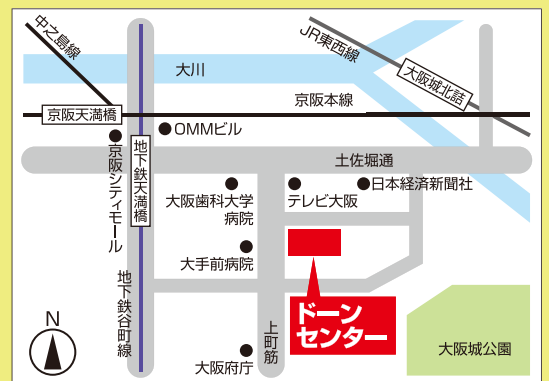 中之島線
JR東西線
大川
大阪城北詰
京阪天満橋
京阪本線
OMMビル
京阪シティモール
地下鉄天満橋
土佐堀通
大阪歯科大学
病院
テレビ大阪
日本経済新聞社
大手前病院
ドーン
センター
地下鉄谷町線
上町筋
N
大阪府庁
大阪城公園